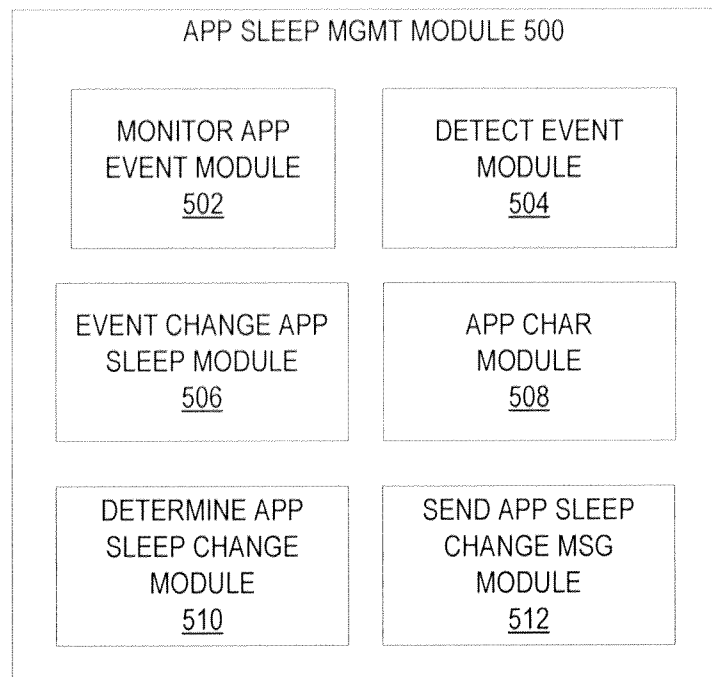 APP SLEEP MGMT MODULE 500
MONITOR APP
EVENT MODULE
502
DETECT EVENT
MODULE
504
EVENT CHANGE APP
SLEEP MODULE
506
APP CHAR
MODULE
508
DETERMINE APP
SLEEP CHANGE
MODULE
510
SEND APP SLEEP
CHANGE MSG
MODULE
512